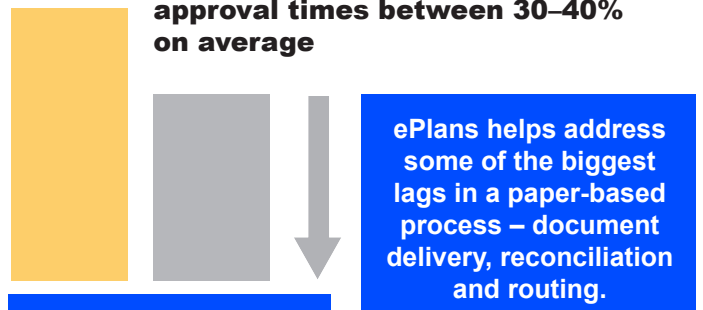 approval times between 30–40%
on average
ePlans helps address
some of the biggest
lags in a paper-based
process – document
delivery, reconciliation
and routing.